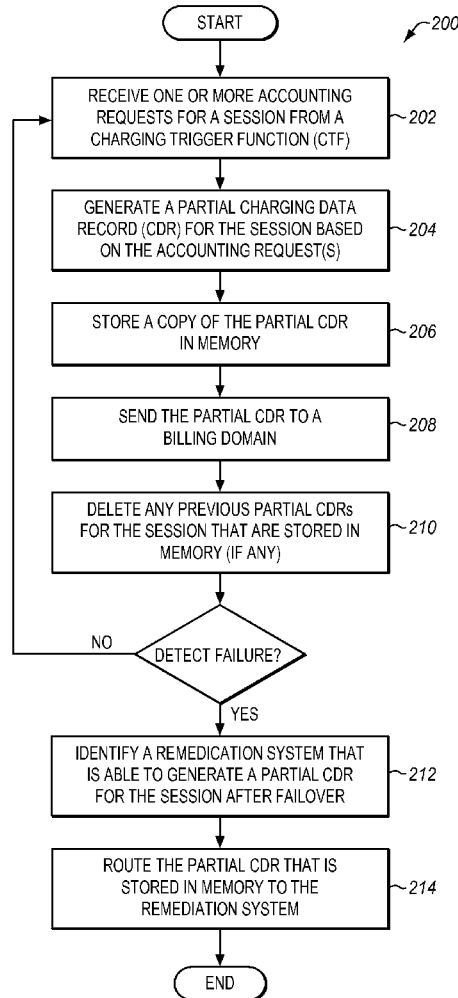 START
200
RECEIVE ONE OR MORE ACCOUNTING
REQUESTS FOR A SESSION FROM A
CHARGING TRIGGER FUNCTION (CTF)
202
GENERATE A PARTIAL CHARGING DATA
RECORD (CDR) FOR THE SESSION BASED
ON THE ACCOUNTING REQUEST(S)
204
STORE A COPY OF THE PARTIAL CDR
IN MEMORY
206
SEND THE PARTIAL CDR TO A
BILLING DOMAIN
208
DELETE ANY PREVIOUS PARTIAL CDRs
FOR THE SESSION THAT ARE STORED IN
MEMORY (IF ANY)
210
NO
DETECT FAILURE?
YES
IDENTIFY A REMEDICATION SYSTEM THAT
IS ABLE TO GENERATE A PARTIAL CDR
FOR THE SESSION AFTER FAILOVER
212
ROUTE THE PARTIAL CDR THAT IS
STORED IN MEMORY TO THE
REMEDIATION SYSTEM
214
END